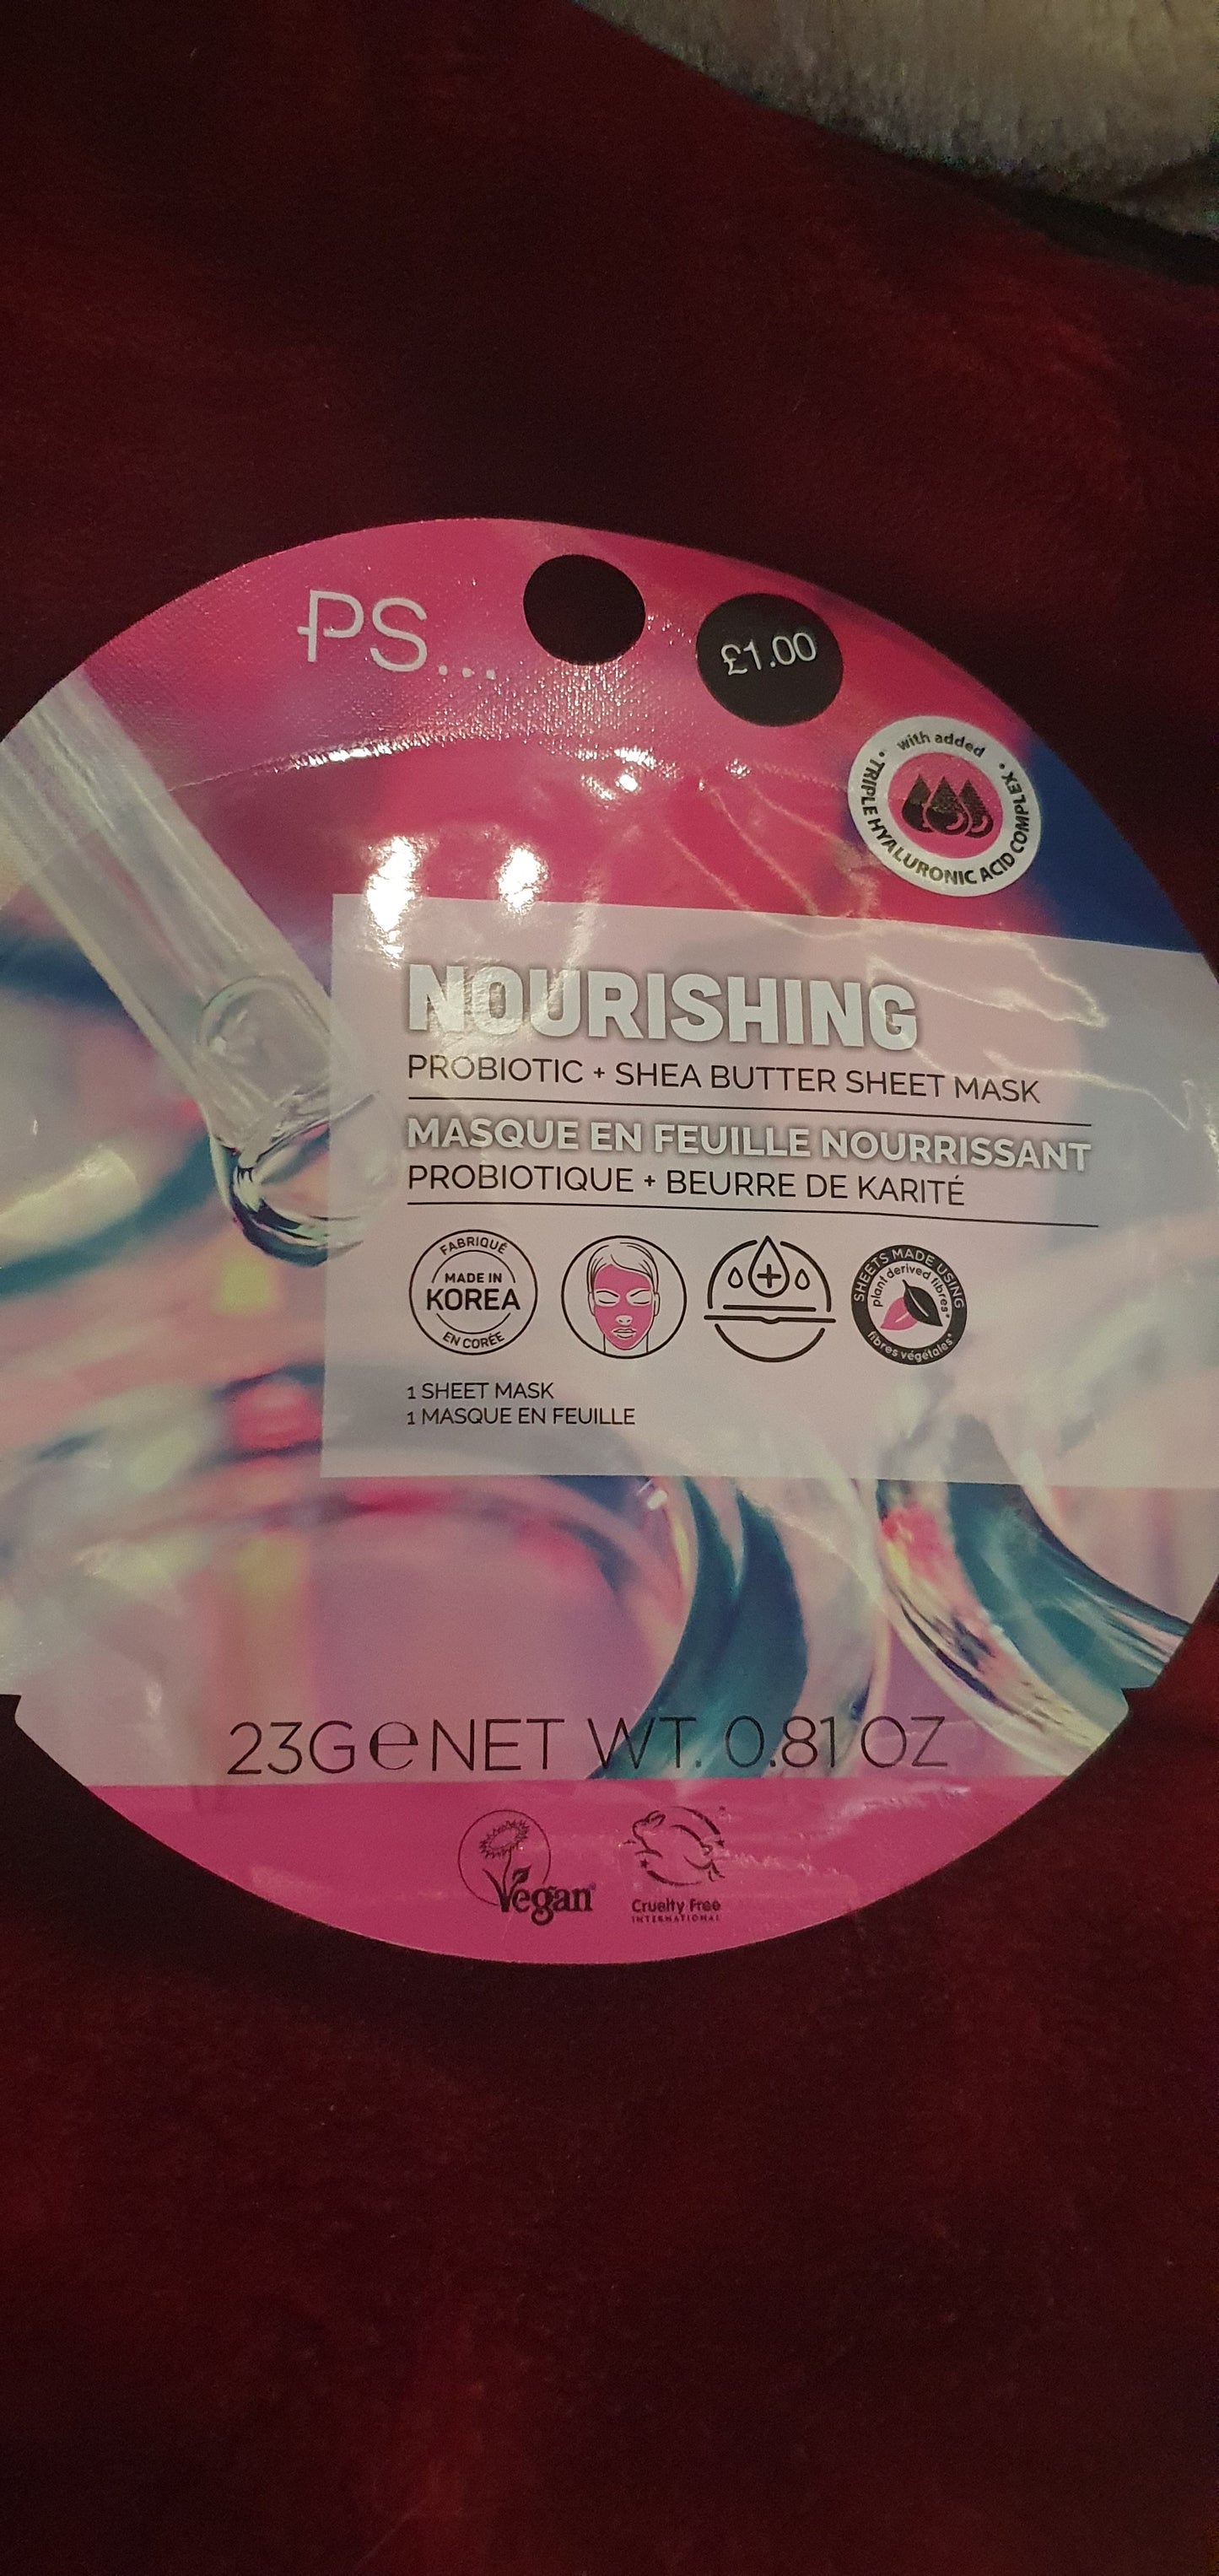 PS...
£1.00
with added
• TRIPLE HYALURONIC ACID COMPLEX •
NOURISHING
PROBIOTIC + SHEA BUTTER SHEET MASK
MASQUE EN FEUILLE NOURRISSANT
PROBIOTIQUE + BEURRE DE KARITÉ
FABRIQUÉ
MADE IN
KOREA
EN CORÉE
SHEETS MADE USING
plant derived fibres*
fibres végétales*
1 SHEET MASK
1 MASQUE EN FEUILLE
23G℮NET WT. 0.81 OZ
Vegan
Cruelty Free
INTERNATIONAL